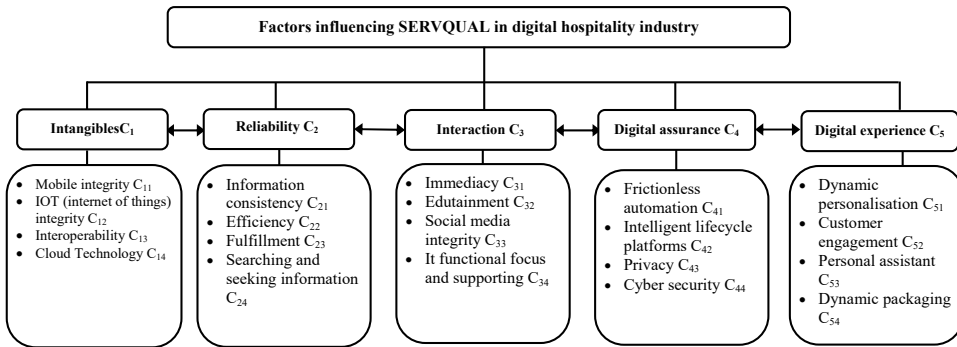 Factors influencing SERVQUAL in digital hospitality industry
IntangiblesC₁
Reliability C₂
Interaction C₃
Digital assurance C₄
Digital experience C₅
• Mobile integrity C₁₁
• IOT (internet of things)
integrity C₁₂
• Interoperability C₁₃
• Cloud Technology C₁₄
• Information
consistency C₂₁
• Efficiency C₂₂
• Fulfillment C₂₃
• Searching and
seeking information
C₂₄
• Immediacy C₃₁
• Edutainment C₃₂
• Social media
integrity C₃₃
• It functional focus
and supporting C₃₄
• Frictionless
automation C₄₁
• Intelligent lifecycle
platforms C₄₂
• Privacy C₄₃
• Cyber security C₄₄
• Dynamic
personalisation C₅₁
• Customer
engagement C₅₂
• Personal assistant
C₅₃
• Dynamic packaging
C₅₄